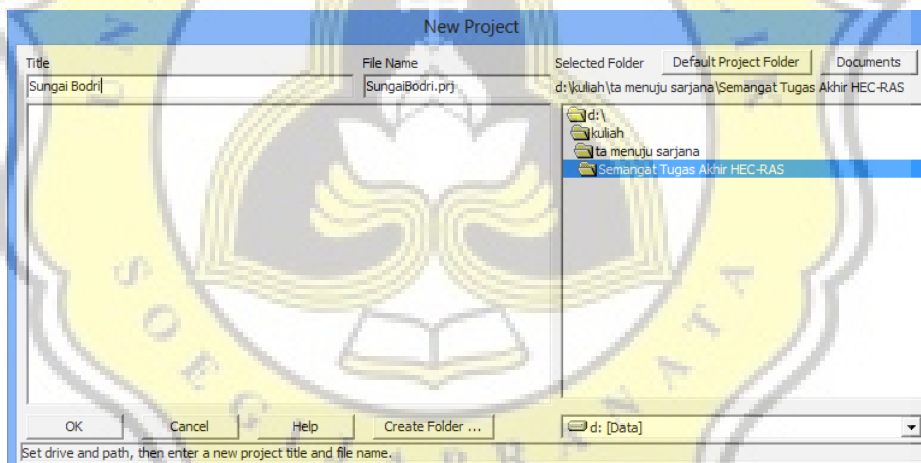 New Project
Title
File Name
Selected Folder
Default Project Folder
Documents
Sungai Bodri
SungaiBodri.prj
d:\kuliah\ta menuju sarjana\Semangat Tugas Akhir HEC-RAS
d:\
kuliah
ta menuju sarjana
Semangat Tugas Akhir HEC-RAS
OK
Cancel
Help
Create Folder ...
d: [Data]
Set drive and path, then enter a new project title and file name.